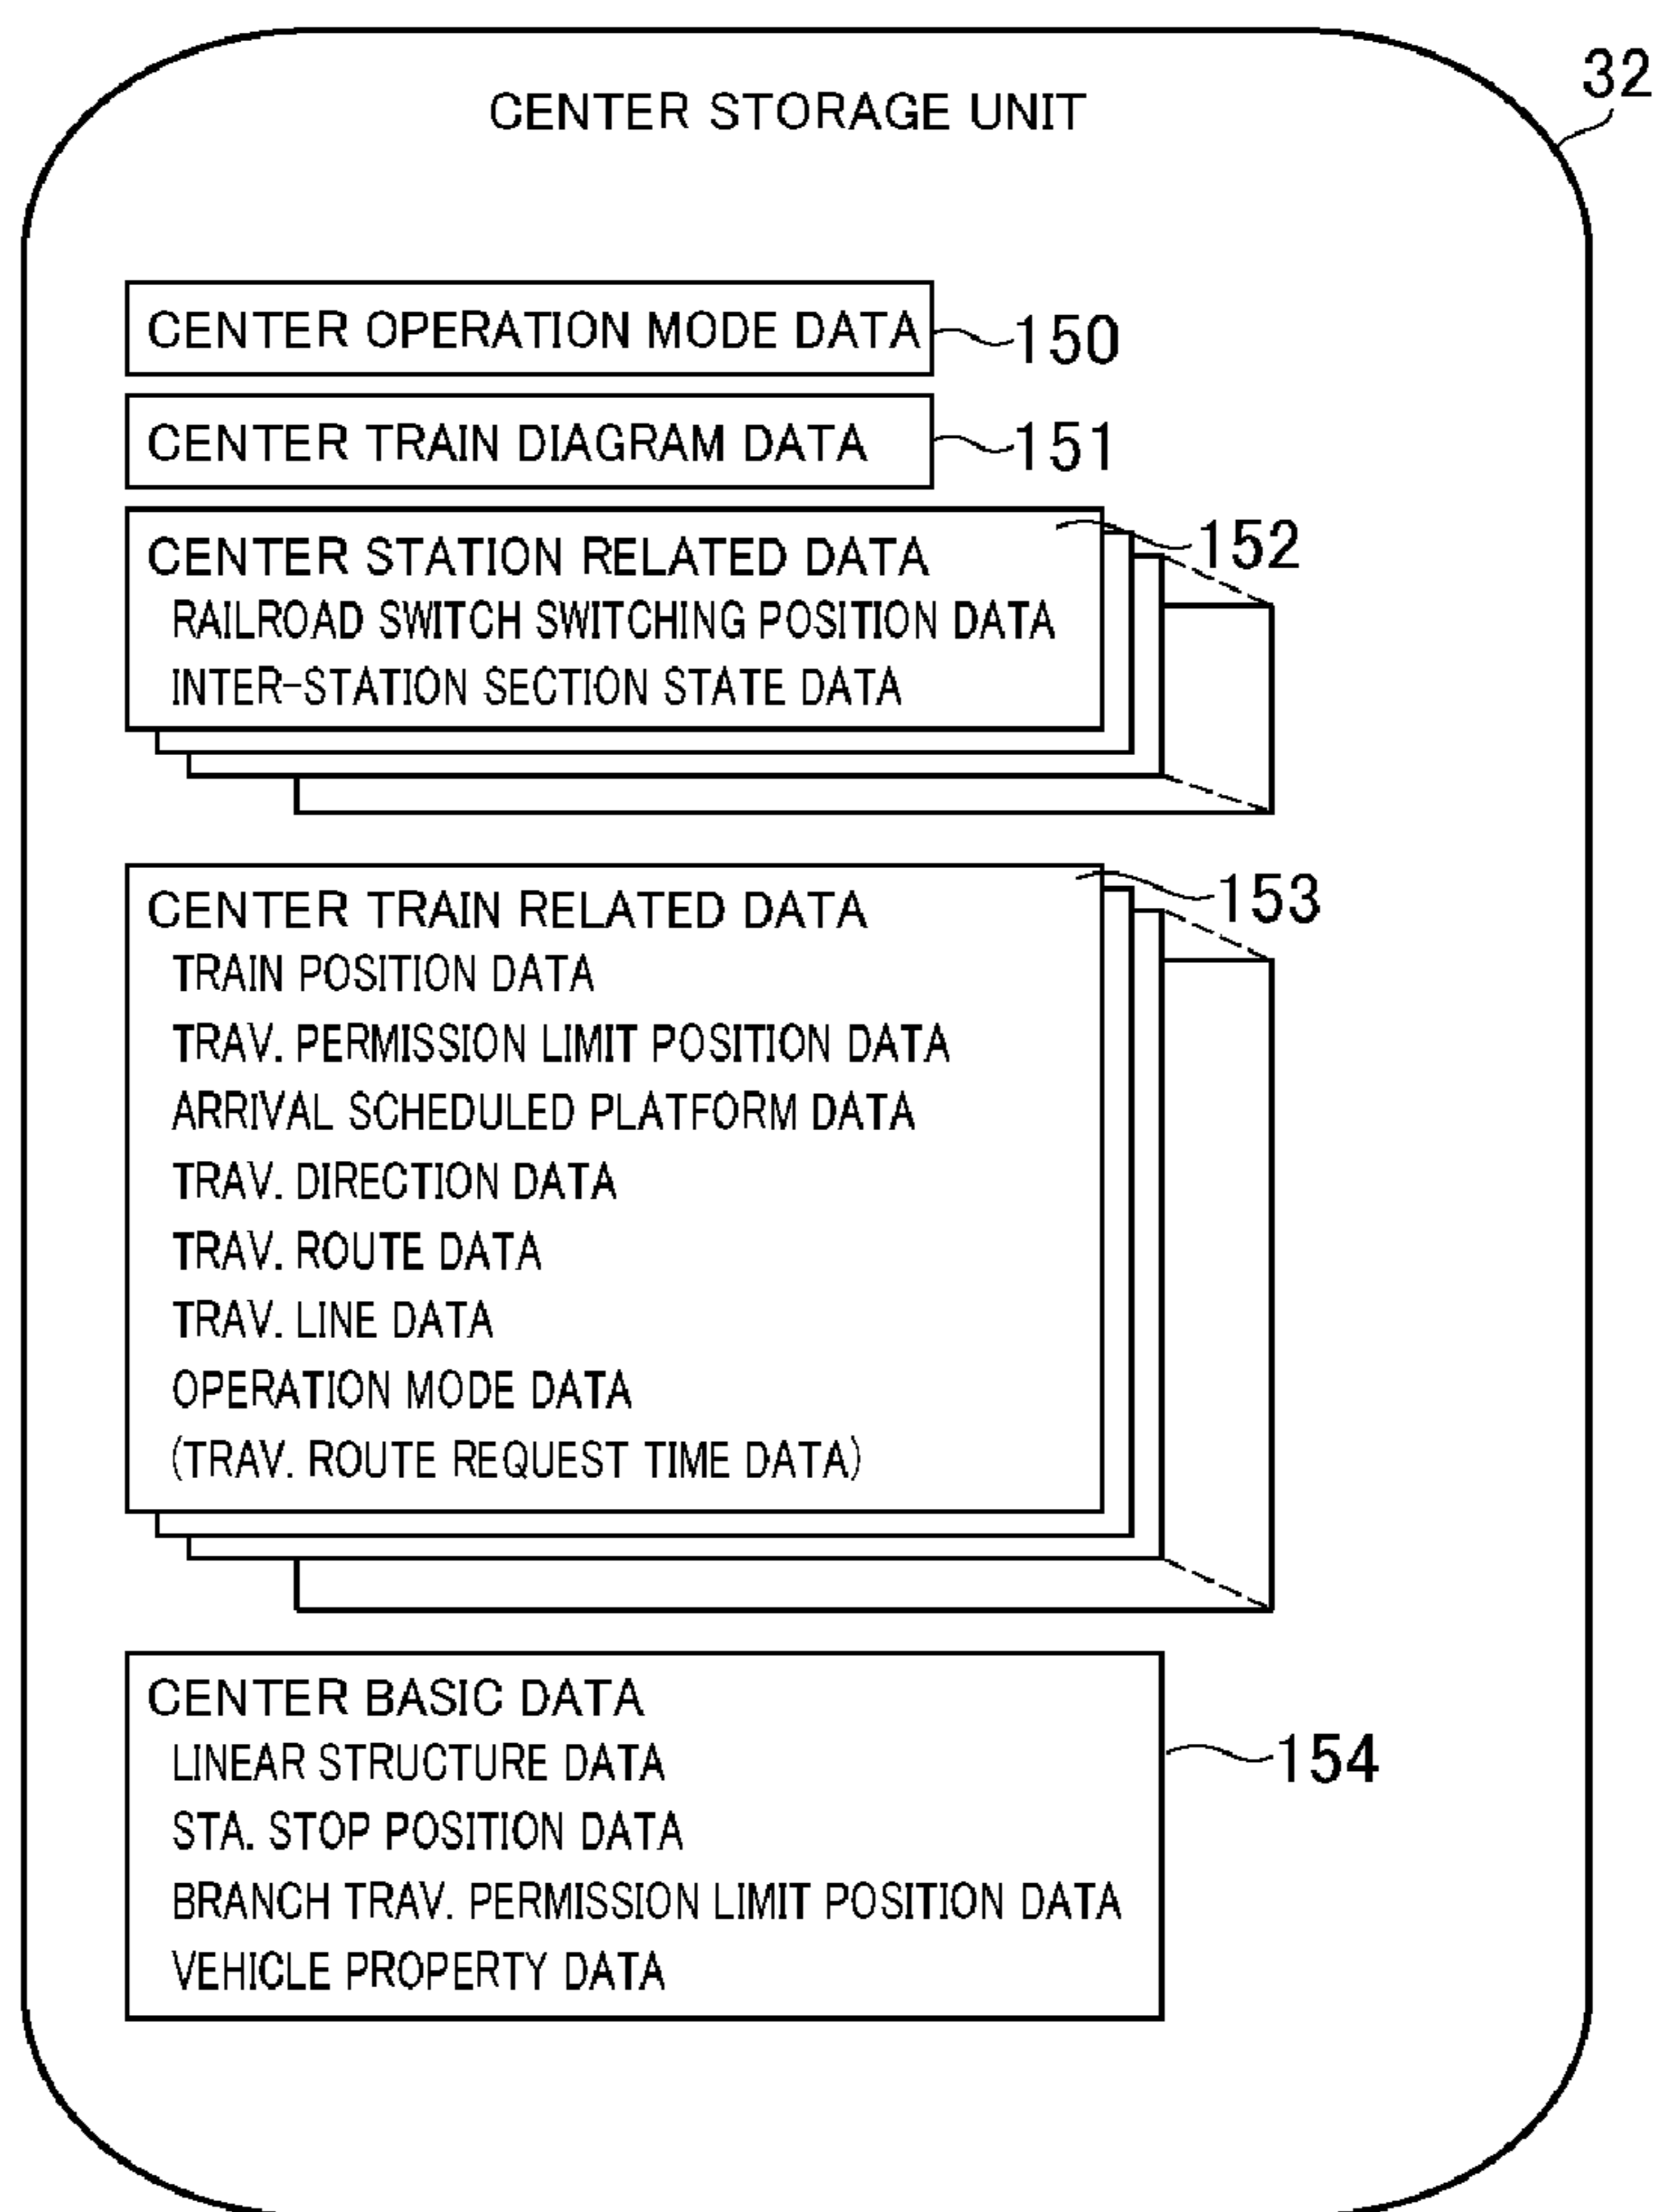 32
CENTER STORAGE UNIT
CENTER OPERATION MODE DATA
150
CENTER TRAIN DIAGRAM DATA
151
CENTER STATION RELATED DATA
152
RAILROAD SWITCH SWITCHING POSITION DATA
INTER-STATION SECTION STATE DATA
CENTER TRAIN RELATED DATA
153
TRAIN POSITION DATA
TRAV. PERMISSION LIMIT POSITION DATA
ARRIVAL SCHEDULED PLATFORM DATA
TRAV. DIRECTION DATA
TRAV. ROUTE DATA
TRAV. LINE DATA
OPERATION MODE DATA
(TRAV. ROUTE REQUEST TIME DATA)
CENTER BASIC DATA
154
LINEAR STRUCTURE DATA
STA. STOP POSITION DATA
BRANCH TRAV. PERMISSION LIMIT POSITION DATA
VEHICLE PROPERTY DATA